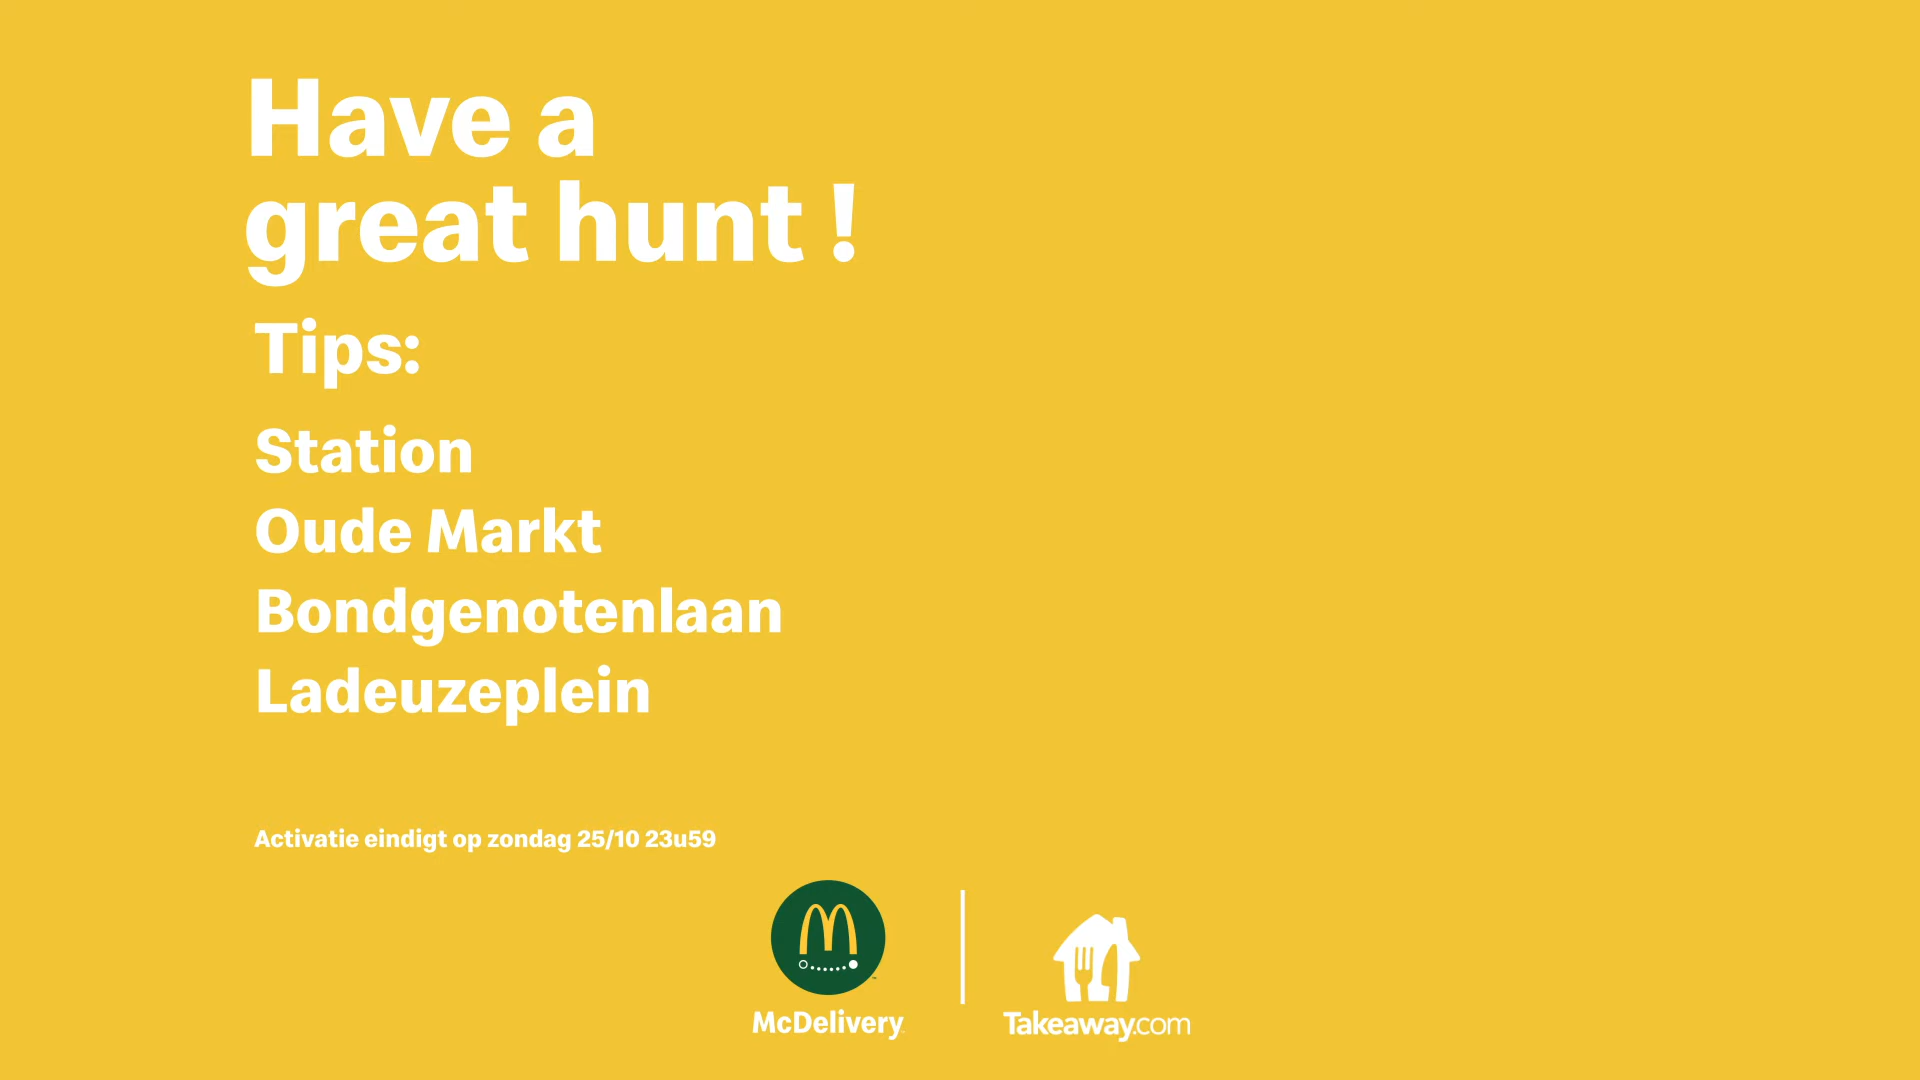 Have a
great hunt !
Tips:
Station
Oude Markt
Bondgenotenlaan
Ladeuzeplein
Activatie eindigt op zondag 25/10 23u59
McDelivery
Takeaway.com